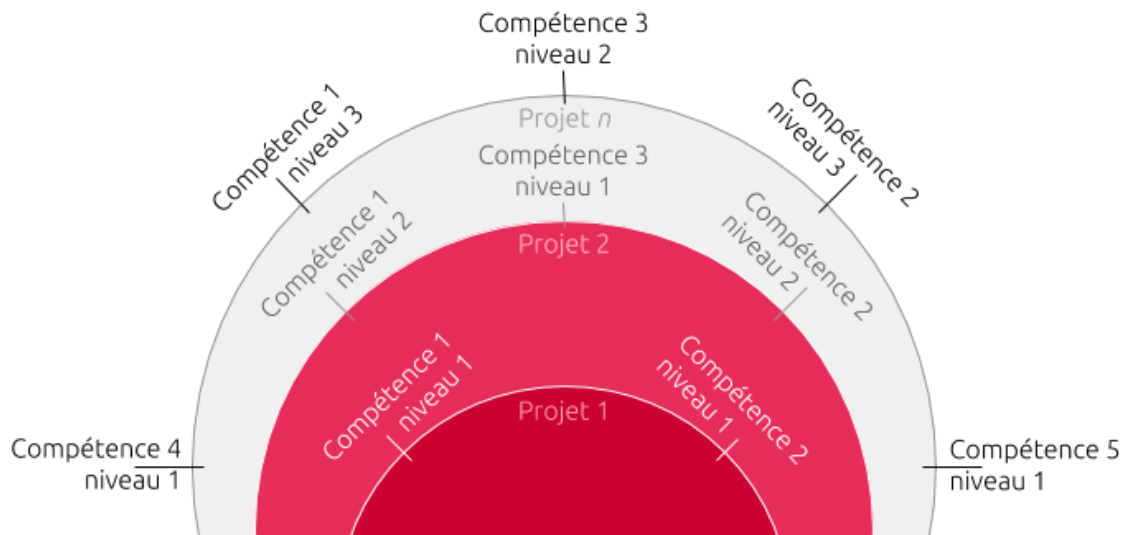 Compétence 3
niveau 2
Compétence 1
niveau 3
Compétence 2
niveau 3
Projet n
Compétence 3
niveau 1
Compétence 1
niveau 2
Compétence 2
niveau 2
Projet 2
Compétence 1
niveau 1
Compétence 2
niveau 1
Projet 1
Compétence 4
niveau 1
Compétence 5
niveau 1